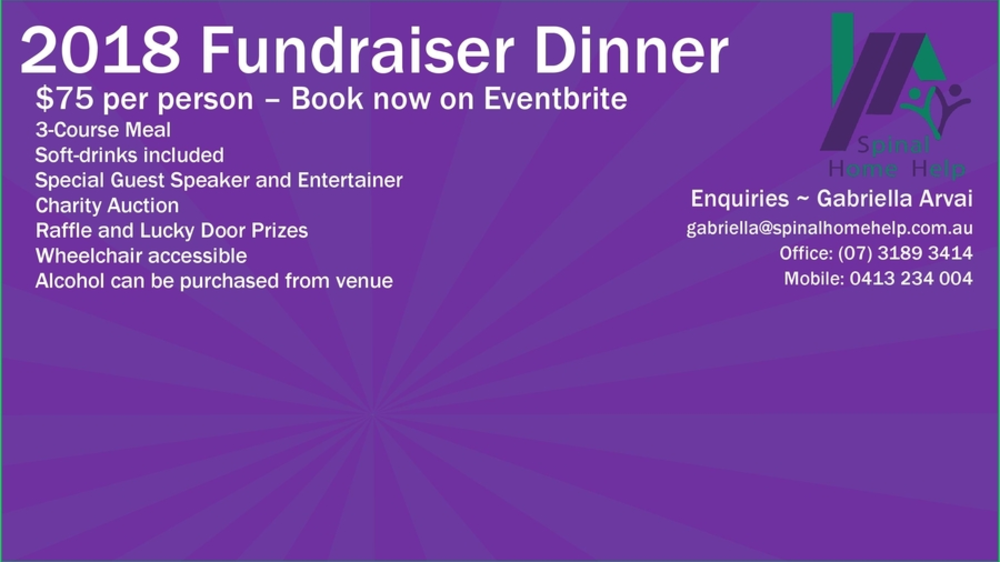 2018 Fundraiser Dinner
$75 per person – Book now on Eventbrite
3-Course Meal
Soft-drinks included
Special Guest Speaker and Entertainer
Charity Auction
Raffle and Lucky Door Prizes
Wheelchair accessible
Alcohol can be purchased from venue
Spinal
Home Help
Enquiries ~ Gabriella Arvai
gabriella@spinalhomehelp.com.au
Office: (07) 3189 3414
Mobile: 0413 234 004